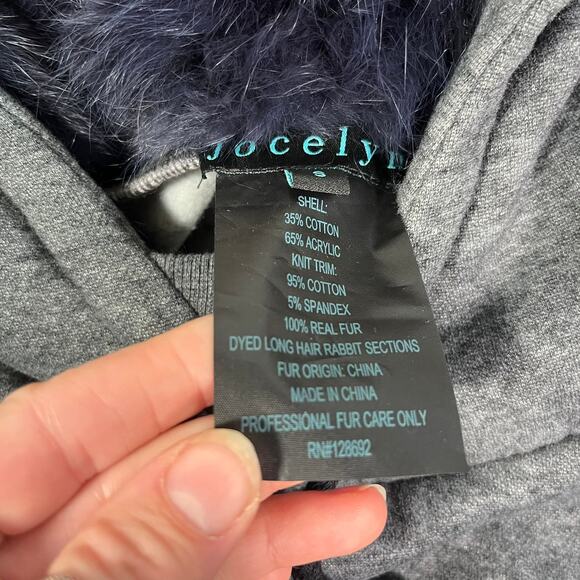 jocelyn
S
SHELL:
35% COTTON
65% ACRYLIC
KNIT TRIM:
95% COTTON
5% SPANDEX
100% REAL FUR
DYED LONG HAIR RABBIT SECTIONS
FUR ORIGIN: CHINA
MADE IN CHINA
PROFESSIONAL FUR CARE ONLY
RN#128692